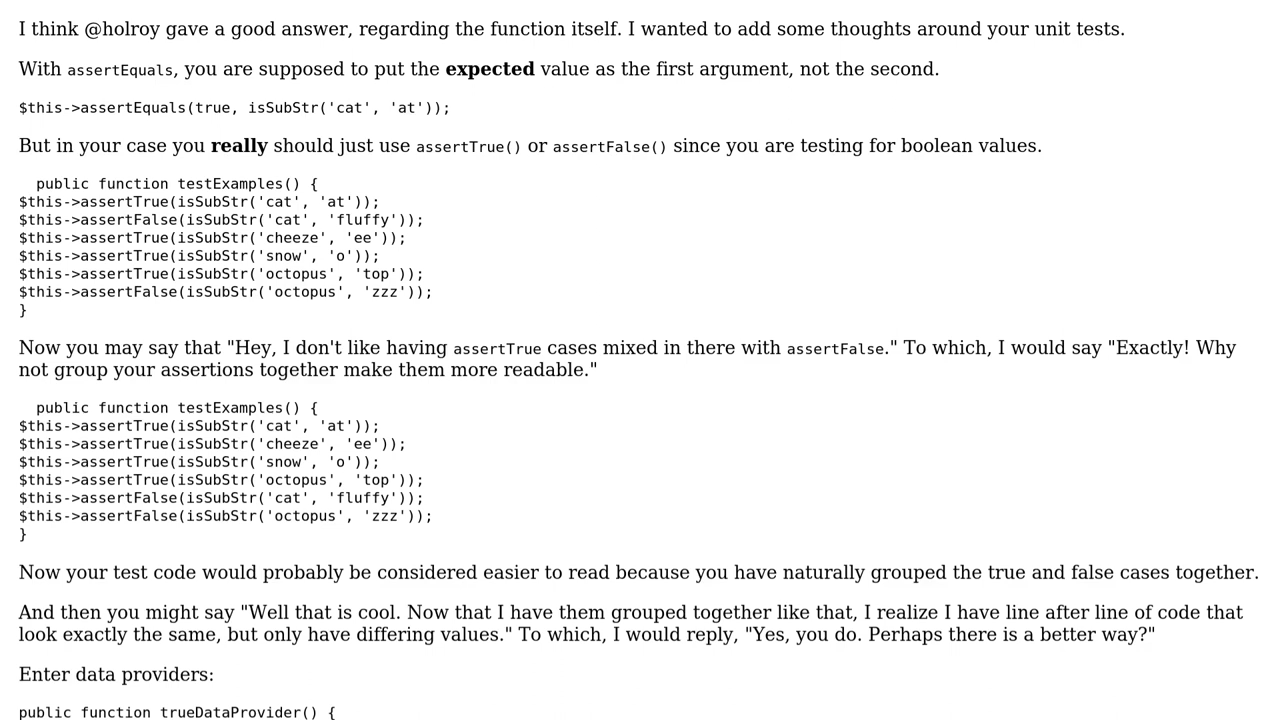 I think @holroy gave a good answer, regarding the function itself. I wanted to add some thoughts around your unit tests.
With assertEquals, you are supposed to put the expected value as the first argument, not the second.
$this->assertEquals(true, isSubStr('cat', 'at'));
But in your case you really should just use assertTrue() or assertFalse() since you are testing for boolean values.
public function testExamples() {
$this->assertTrue(isSubStr('cat', 'at'));
$this->assertFalse(isSubStr('cat', 'fluffy'));
$this->assertTrue(isSubStr('cheeze', 'ee'));
$this->assertTrue(isSubStr('snow', 'o'));
$this->assertTrue(isSubStr('octopus', 'top'));
$this->assertFalse(isSubStr('octopus', 'zzz'));
}
Now you may say that "Hey, I don't like having assertTrue cases mixed in there with assertFalse." To which, I would say "Exactly! Why
not group your assertions together make them more readable."
public function testExamples() {
$this->assertTrue(isSubStr('cat', 'at'));
$this->assertTrue(isSubStr('cheeze', 'ee'));
$this->assertTrue(isSubStr('snow', 'o'));
$this->assertTrue(isSubStr('octopus', 'top'));
$this->assertFalse(isSubStr('cat', 'fluffy'));
$this->assertFalse(isSubStr('octopus', 'zzz'));
}
Now your test code would probably be considered easier to read because you have naturally grouped the true and false cases together.
And then you might say "Well that is cool. Now that I have them grouped together like that, I realize I have line after line of code that
look exactly the same, but only have differing values." To which, I would reply, "Yes, you do. Perhaps there is a better way?"
Enter data providers:
public function trueDataProvider() {